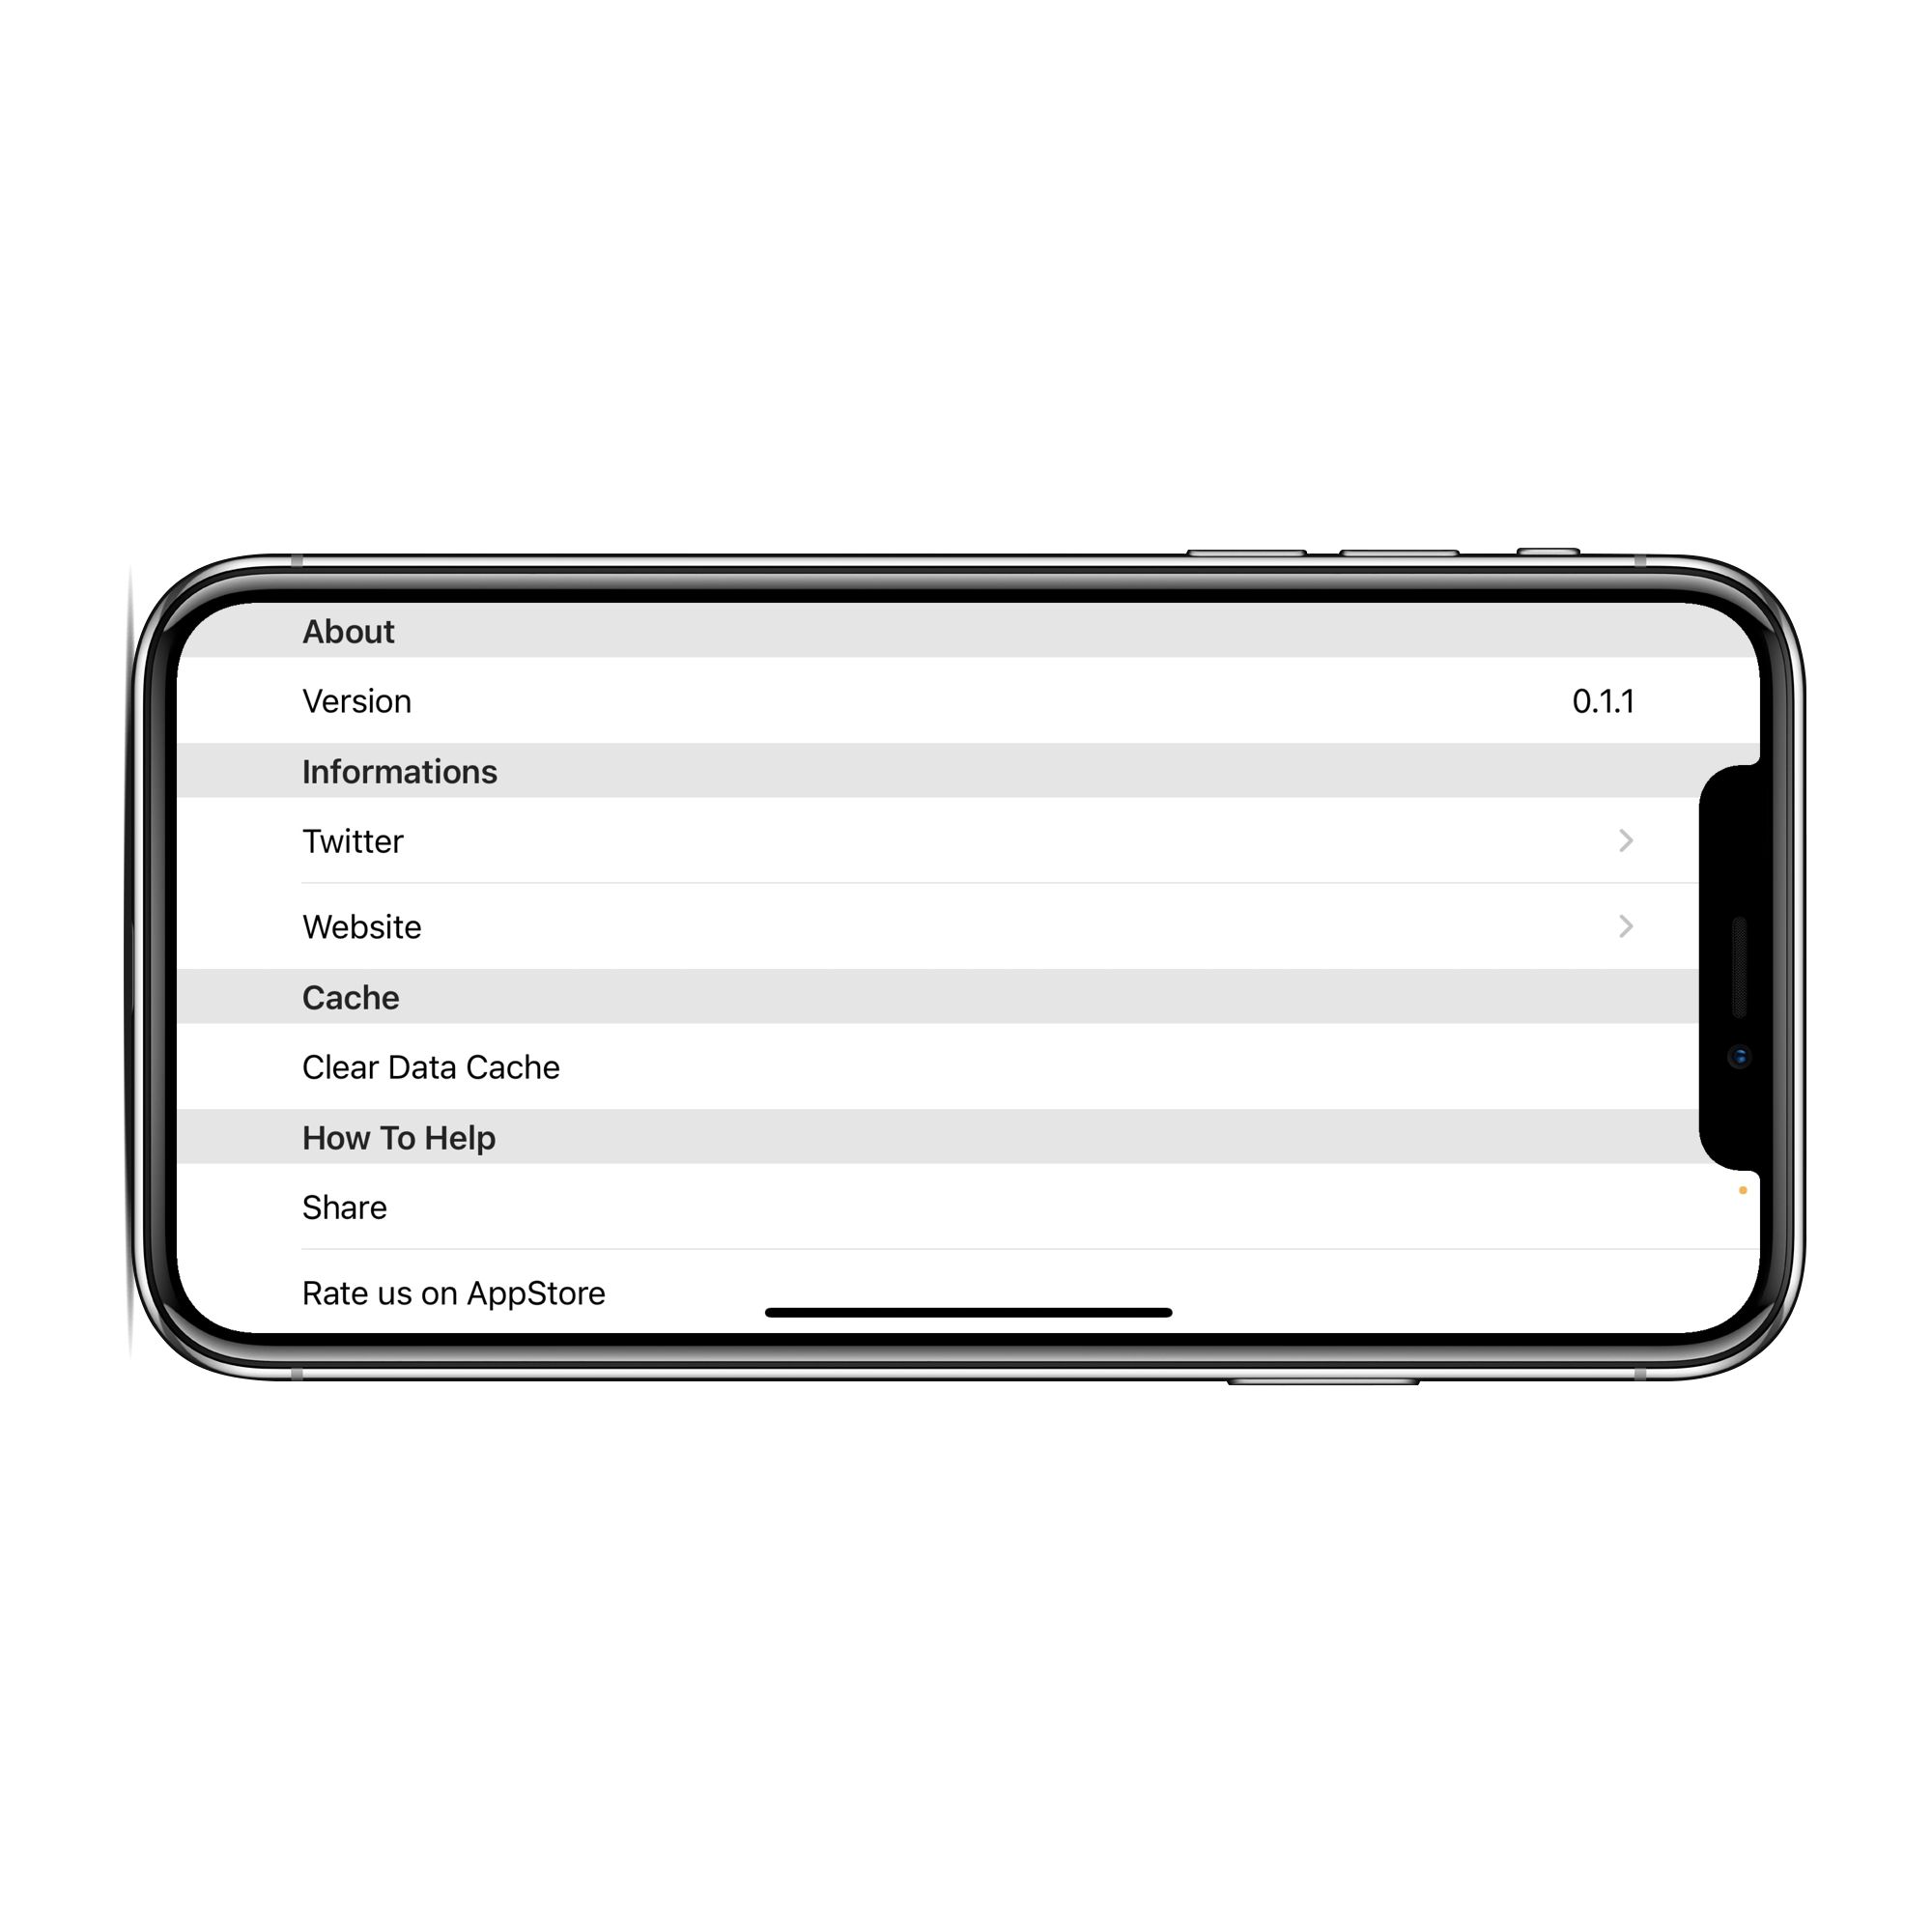 About
Version 0.1.1
Informations
Twitter
Website
Cache
Clear Data Cache
How To Help
Share
Rate us on AppStore